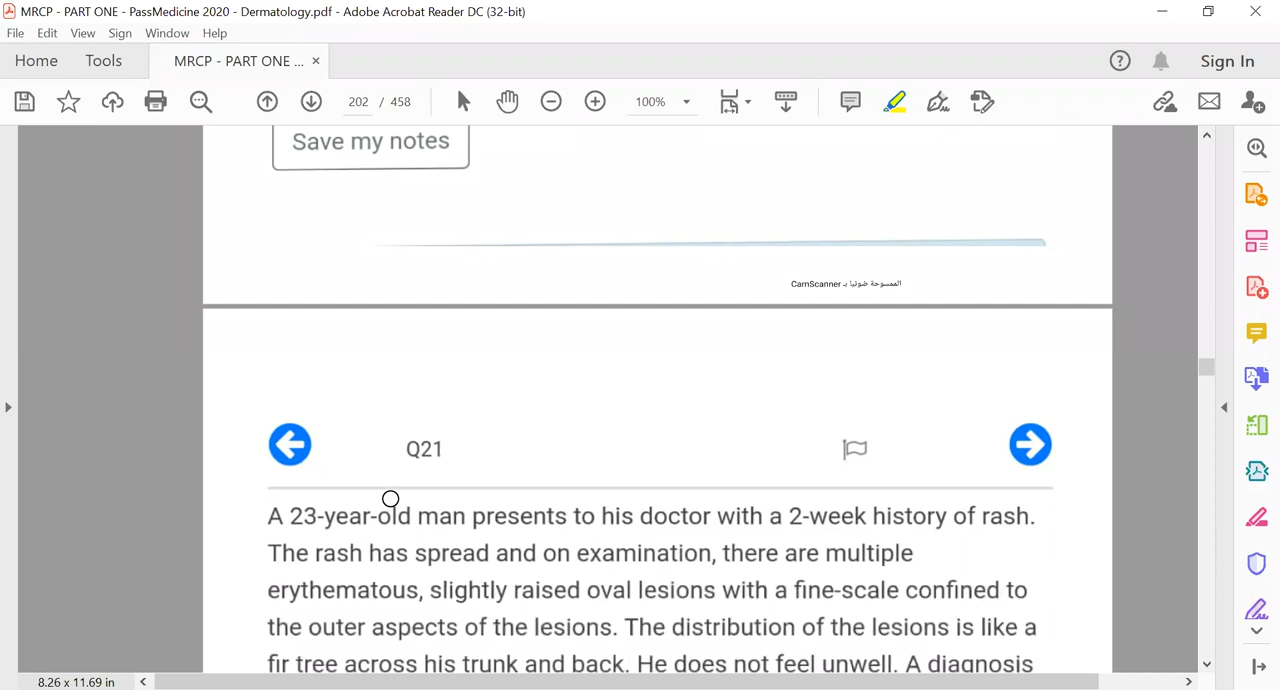 MRCP - PART ONE - PassMedicine 2020 - Dermatology.pdf - Adobe Acrobat Reader DC (32-bit)
File Edit View Sign Window Help
Home Tools MRCP - PART ONE ... × Sign In
202 / 458 100%
Save my notes
الممسوحة ضوئيا بـ CamScanner
Q21
A 23-year-old man presents to his doctor with a 2-week history of rash.
The rash has spread and on examination, there are multiple
erythematous, slightly raised oval lesions with a fine-scale confined to
the outer aspects of the lesions. The distribution of the lesions is like a
fir tree across his trunk and back. He does not feel unwell. A diagnosis
8.26 x 11.69 in